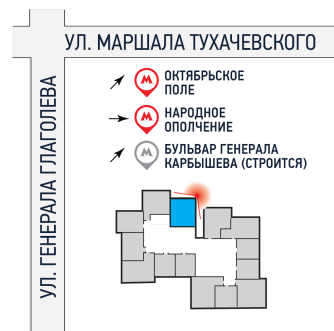 УЛ. МАРШАЛА ТУХАЧЕВСКОГО
УЛ. ГЕНЕРАЛА ГЛАГОЛЕВА
М ОКТЯБРЬСКОЕ
ПОЛЕ
М НАРОДНОЕ
ОПОЛЧЕНИЕ
М БУЛЬВАР ГЕНЕРАЛА
КАРБЫШЕВА (СТРОИТСЯ)